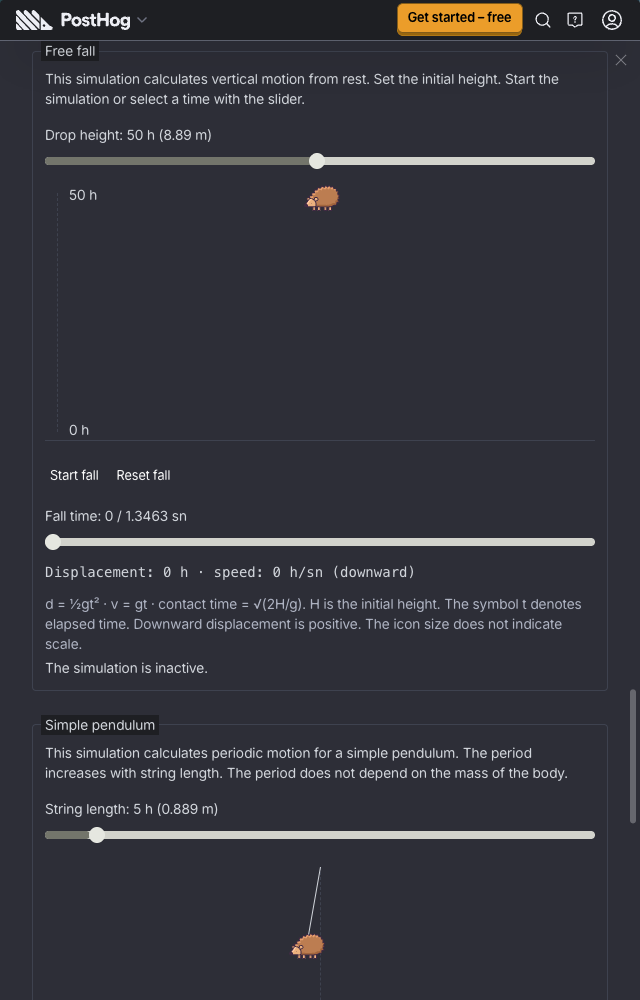 PostHog
Get started – free
Free fall
This simulation calculates vertical motion from rest. Set the initial height. Start the
simulation or select a time with the slider.
Drop height: 50 h (8.89 m)
50 h
0 h
Start fall Reset fall
Fall time: 0 / 1.3463 sn
Displacement: 0 h · speed: 0 h/sn (downward)
d = ½gt² · v = gt · contact time = √(2H/g). H is the initial height. The symbol t denotes
elapsed time. Downward displacement is positive. The icon size does not indicate
scale.
The simulation is inactive.
Simple pendulum
This simulation calculates periodic motion for a simple pendulum. The period
increases with string length. The period does not depend on the mass of the body.
String length: 5 h (0.889 m)